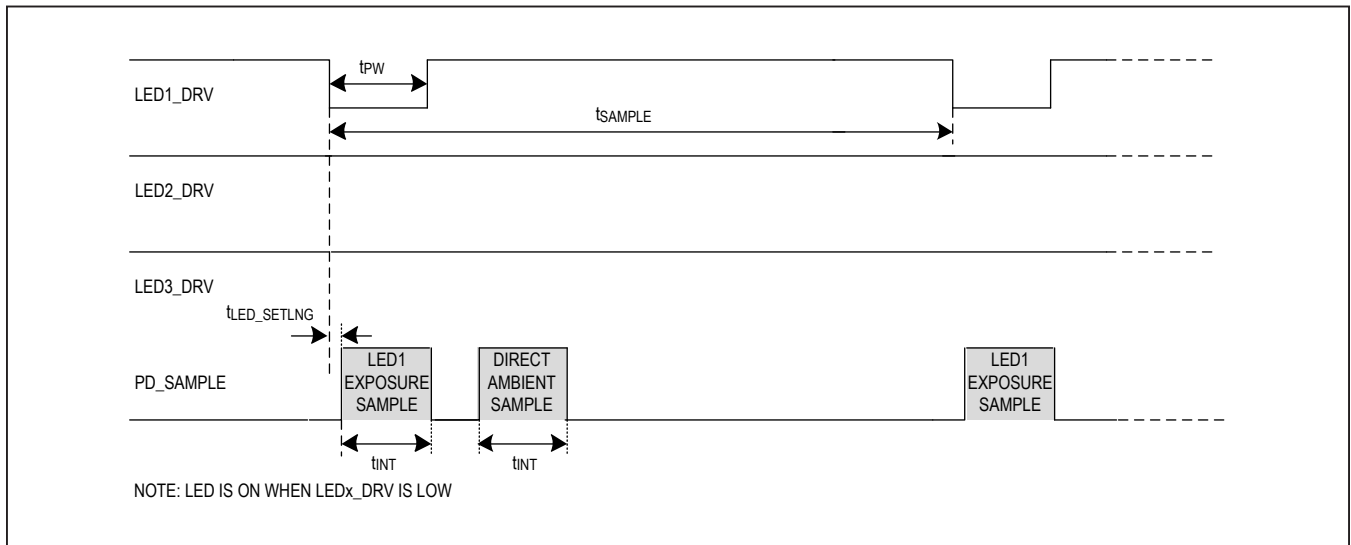 tPW
LED1_DRV
tSAMPLE
LED2_DRV
LED3_DRV
tLED_SETLNG
LED1
EXPOSURE
SAMPLE
DIRECT
AMBIENT
SAMPLE
LED1
EXPOSURE
SAMPLE
PD_SAMPLE
tINT
tINT
NOTE: LED IS ON WHEN LEDx_DRV IS LOW